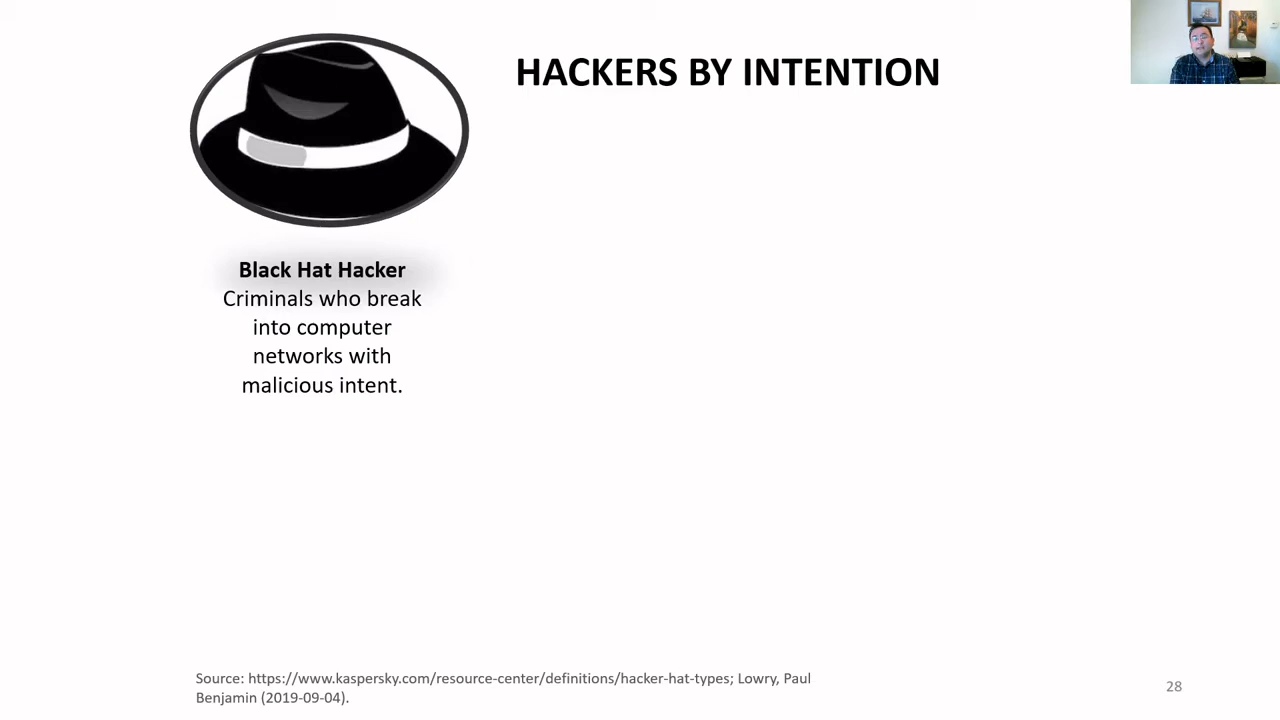 HACKERS BY INTENTION
Black Hat Hacker
Criminals who break
into computer
networks with
malicious intent.
Source: https://www.kaspersky.com/resource-center/definitions/hacker-hat-types; Lowry, Paul
Benjamin (2019-09-04).
28